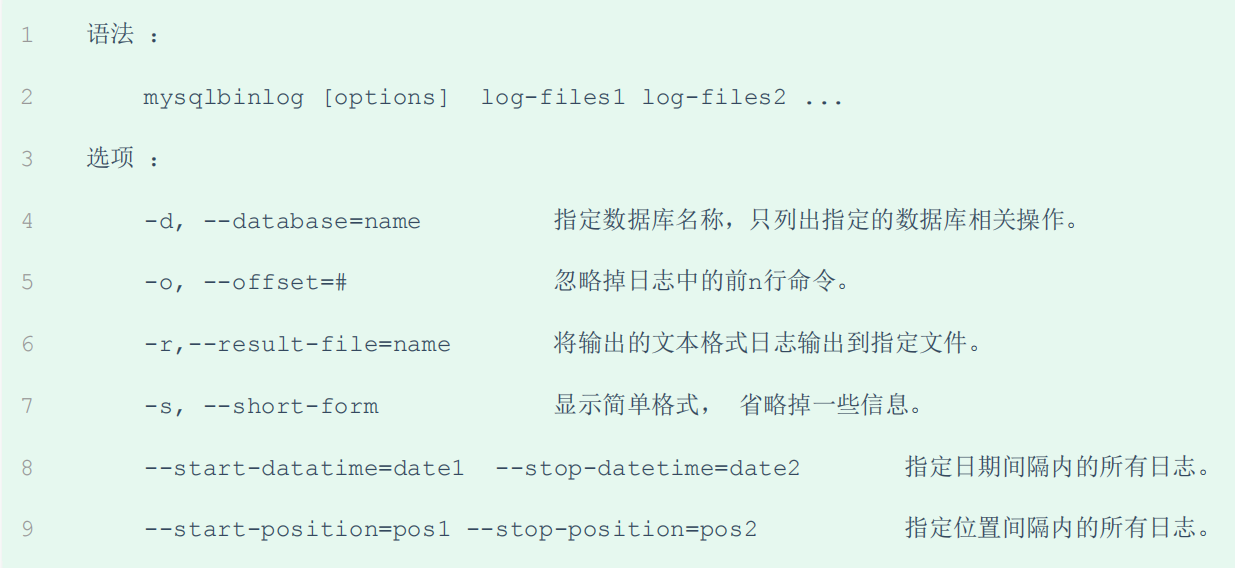 1 语法 ：
2 mysqlbinlog [options] log-files1 log-files2 ...
3 选项 ：
4 -d, --database=name 指定数据库名称，只列出指定的数据库相关操作。
5 -o, --offset=# 忽略掉日志中的前n行命令。
6 -r,--result-file=name 将输出的文本格式日志输出到指定文件。
7 -s, --short-form 显示简单格式， 省略掉一些信息。
8 --start-datatime=date1 --stop-datetime=date2 指定日期间隔内的所有日志。
9 --start-position=pos1 --stop-position=pos2 指定位置间隔内的所有日志。